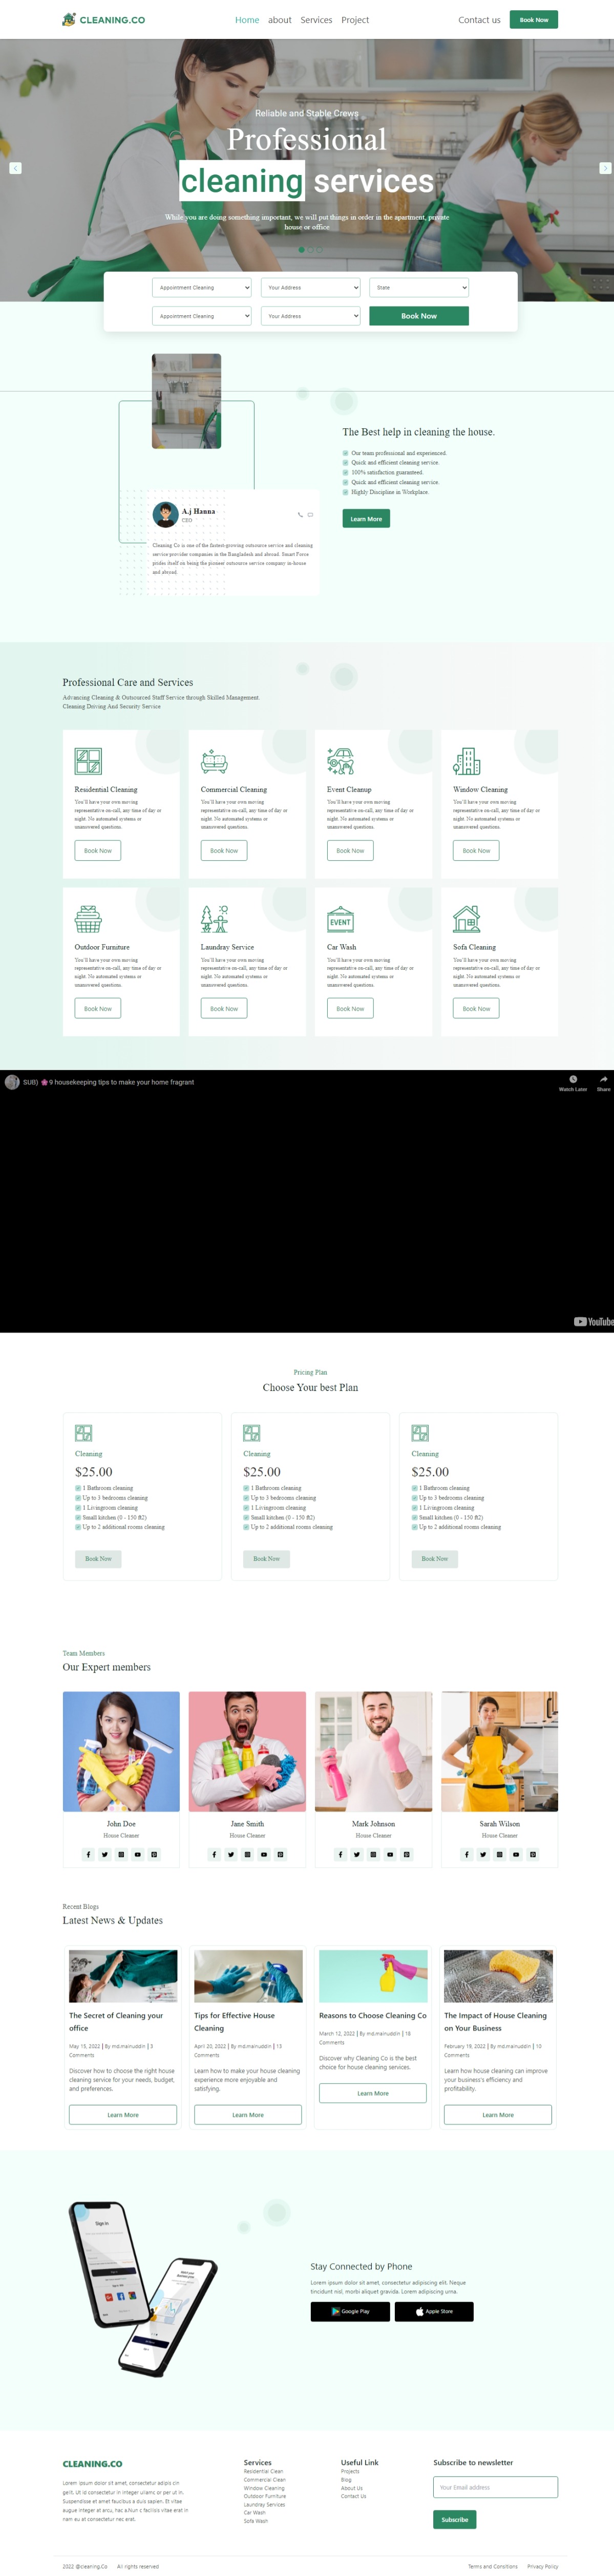 CLEANING.CO
Home about Services Project
Contact us Book Now
Reliable and Stable Crews
Professional
cleaning services
While you are doing something important, we will put things in order in the apartment, private
house or office
Appointment Cleaning Your Address State
Appointment Cleaning Your Address Book Now
The Best help in cleaning the house.
Our team professional and experienced.
Quick and efficient cleaning service.
100% satisfaction guaranteed.
Quick and efficient cleaning service.
Highly Discipline in Workplace.
Learn More
A.j Hanna
CEO
Cleaning Co is one of the fastest-growing outsource service and cleaning
service provider companies in the Bangladesh and abroad. Smart Force
prides itself on being the pioneer outsource service company in-house
and abroad.
Professional Care and Services
Advancing Cleaning & Outsourced Staff Service through Skilled Management.
Cleaning Driving And Security Service
Residential Cleaning
You'll have your own moving
representative on-call, any time of day or
night. No automated systems or
unanswered questions.
Book Now
Commercial Cleaning
You'll have your own moving
representative on-call, any time of day or
night. No automated systems or
unanswered questions.
Book Now
Event Cleanup
You'll have your own moving
representative on-call, any time of day or
night. No automated systems or
unanswered questions.
Book Now
Window Cleaning
You'll have your own moving
representative on-call, any time of day or
night. No automated systems or
unanswered questions.
Book Now
Outdoor Furniture
You'll have your own moving
representative on-call, any time of day or
night. No automated systems or
unanswered questions.
Book Now
Laundray Service
You'll have your own moving
representative on-call, any time of day or
night. No automated systems or
unanswered questions.
Book Now
EVENT
Car Wash
You'll have your own moving
representative on-call, any time of day or
night. No automated systems or
unanswered questions.
Book Now
Sofa Cleaning
You'll have your own moving
representative on-call, any time of day or
night. No automated systems or
unanswered questions.
Book Now
SUB) 🌸9 housekeeping tips to make your home fragrant
Watch Later Share
YouTube
Pricing Plan
Choose Your best Plan
Cleaning
$25.00
1 Bathroom cleaning
Up to 3 bedrooms cleaning
1 Livingroom cleaning
Small kitchen (0 - 150 ft2)
Up to 2 additional rooms cleaning
Book Now
Cleaning
$25.00
1 Bathroom cleaning
Up to 3 bedrooms cleaning
1 Livingroom cleaning
Small kitchen (0 - 150 ft2)
Up to 2 additional rooms cleaning
Book Now
Cleaning
$25.00
1 Bathroom cleaning
Up to 3 bedrooms cleaning
1 Livingroom cleaning
Small kitchen (0 - 150 ft2)
Up to 2 additional rooms cleaning
Book Now
Team Members
Our Expert members
John Doe
House Cleaner
Jane Smith
House Cleaner
Mark Johnson
House Cleaner
Sarah Wilson
House Cleaner
Recent Blogs
Latest News & Updates
The Secret of Cleaning your
office
May 15, 2022 | By md.mainuddin | 3
Comments
Discover how to choose the right house
cleaning service for your needs, budget,
and preferences.
Learn More
Tips for Effective House
Cleaning
April 20, 2022 | By md.mainuddin | 13
Comments
Learn how to make your house cleaning
experience more enjoyable and
satisfying.
Learn More
Reasons to Choose Cleaning Co
March 12, 2022 | By md.mainuddin | 18
Comments
Discover why Cleaning Co is the best
choice for house cleaning services.
Learn More
The Impact of House Cleaning
on Your Business
February 19, 2022 | By md.mainuddin | 10
Comments
Learn how house cleaning can improve
your business's efficiency and
profitability.
Learn More
Sign In
Stay Connected by Phone
Lorem ipsum dolor sit amet, consectetur adipiscing elit. Neque
tincidunt nisl, morbi aliquet gravida. Lorem adipiscing urna.
Google Play Apple Store
CLEANING.CO
Lorem ipsum dolor sit amet, consectetur adipis cin
gelit. Ut id consectetur in integer ullamc or per ut in.
Suspendisse et amet faucibus a duis sapien. Et vitae
augue integer at arcu, hac a.Nun c facilisis vitae erat in
nam eu at consectetur nec erat.
Services
Residential Clean
Commercial Clean
Window Cleaning
Outdoor Furniture
Laundray Services
Car Wash
Sofa Wash
Useful Link
Projects
Blog
About Us
Contact Us
Subscribe to newsletter
Your Email address
Subscribe
2022 @cleaning.Co All rights reserved
Terms and Consitions Privacy Policy